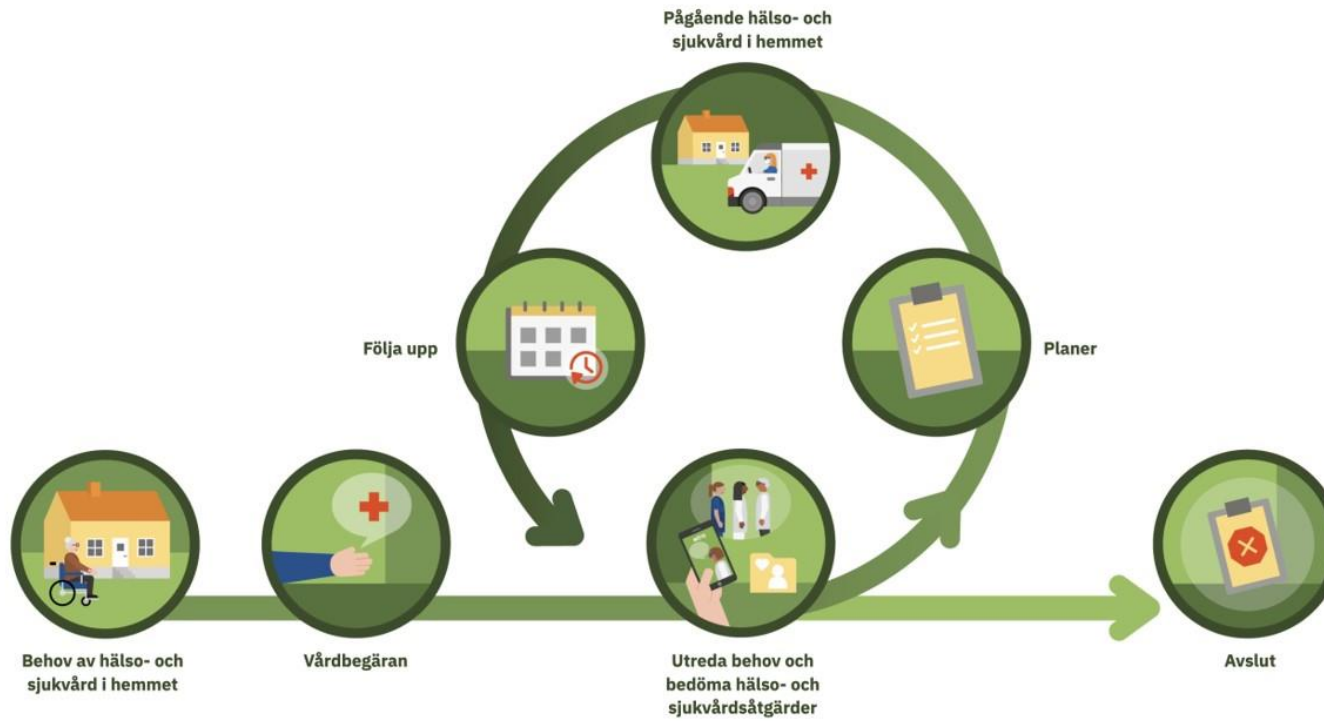 Pågående hälso- och
sjukvård i hemmet
Följa upp
Planer
Behov av hälso- och
sjukvård i hemmet
Vårdbegäran
Utreda behov och
bedöma hälso- och
sjukvårdsåtgärder
Avslut